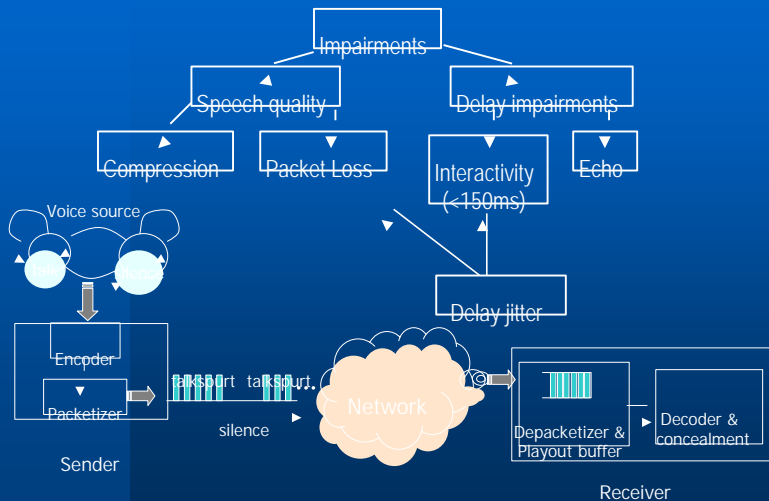 Impairments
Speech quality
Delay impairments
Compression
Packet Loss
Interactivity
(<150ms)
Echo
Voice source
Delay jitter
Encoder
talkspurt
talkspurt
...
Packetizer
silence
Network
Depacketizer &
Playout buffer
Decoder &
concealment
Sender
Receiver